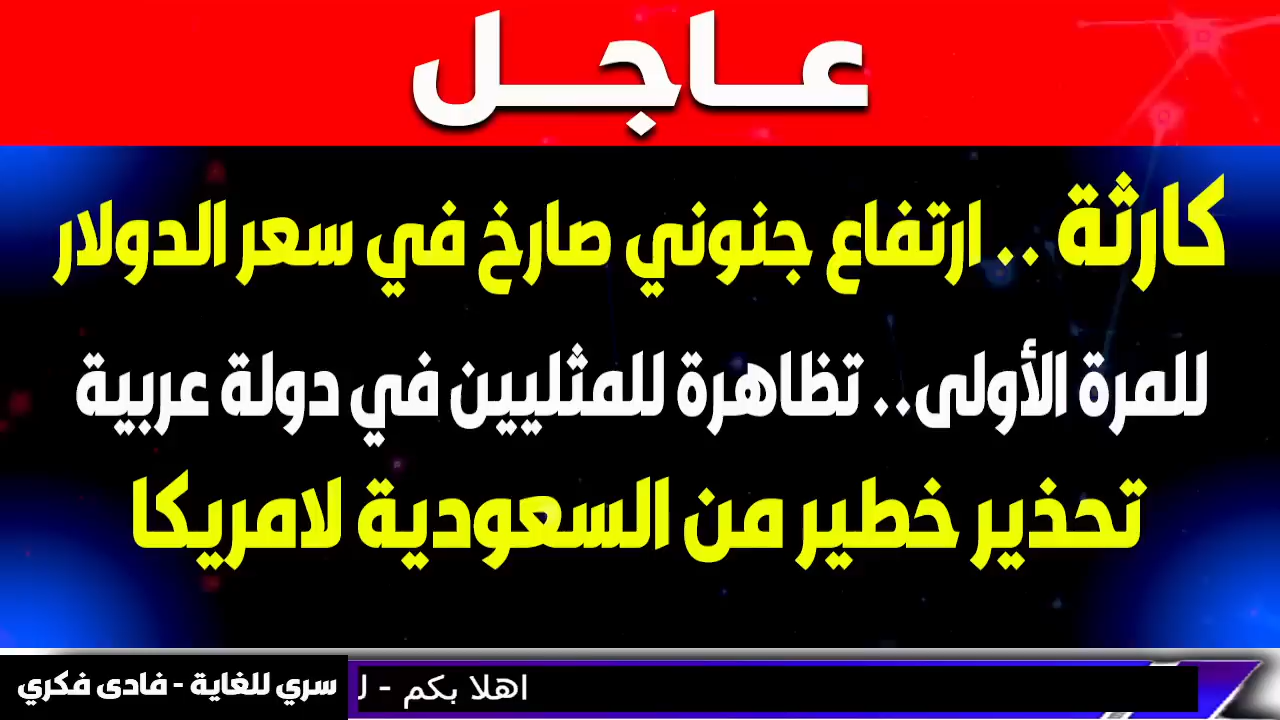 عـــاجـــل
كارثة .. ارتفاع جنوني صارخ في سعر الدولار
للمرة الأولى.. تظاهرة للمثليين في دولة عربية
تحذير خطير من السعودية لامريكا
اهلا بكم -
سري للغاية - فادى فكري